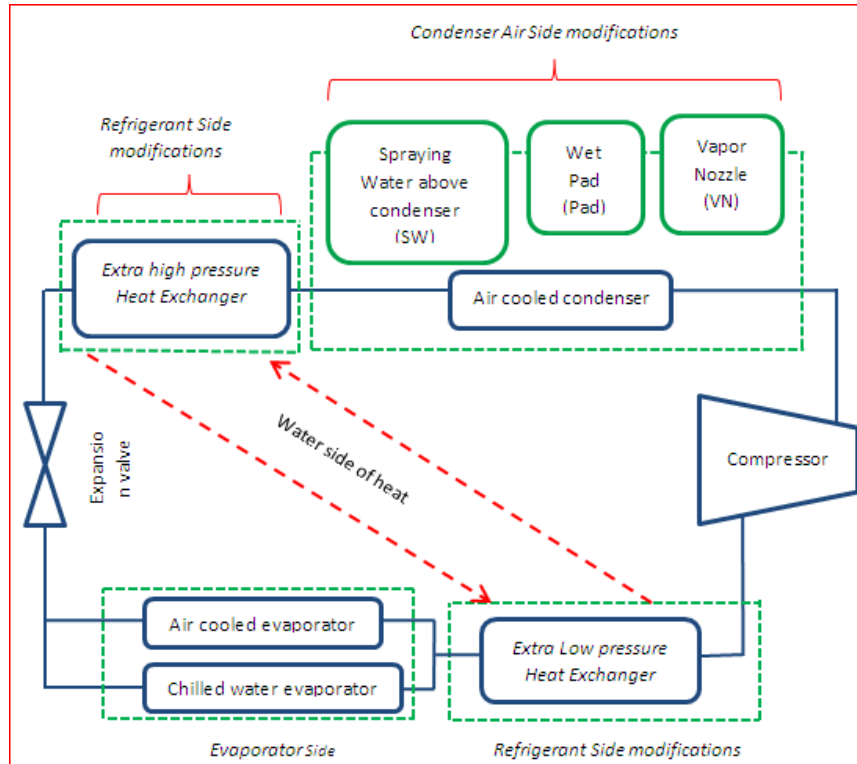 Condenser Air Side modifications
Refrigerant Side
modifications
Spraying
Water above
condenser
(SW)
Wet
Pad
(Pad)
Vapor
Nozzle
(VN)
Extra high pressure
Heat Exchanger
Air cooled condenser
Water side of heat
Expansio
n valve
Compressor
Air cooled evaporator
Chilled water evaporator
Extra Low pressure
Heat Exchanger
Evaporator Side
Refrigerant Side modifications